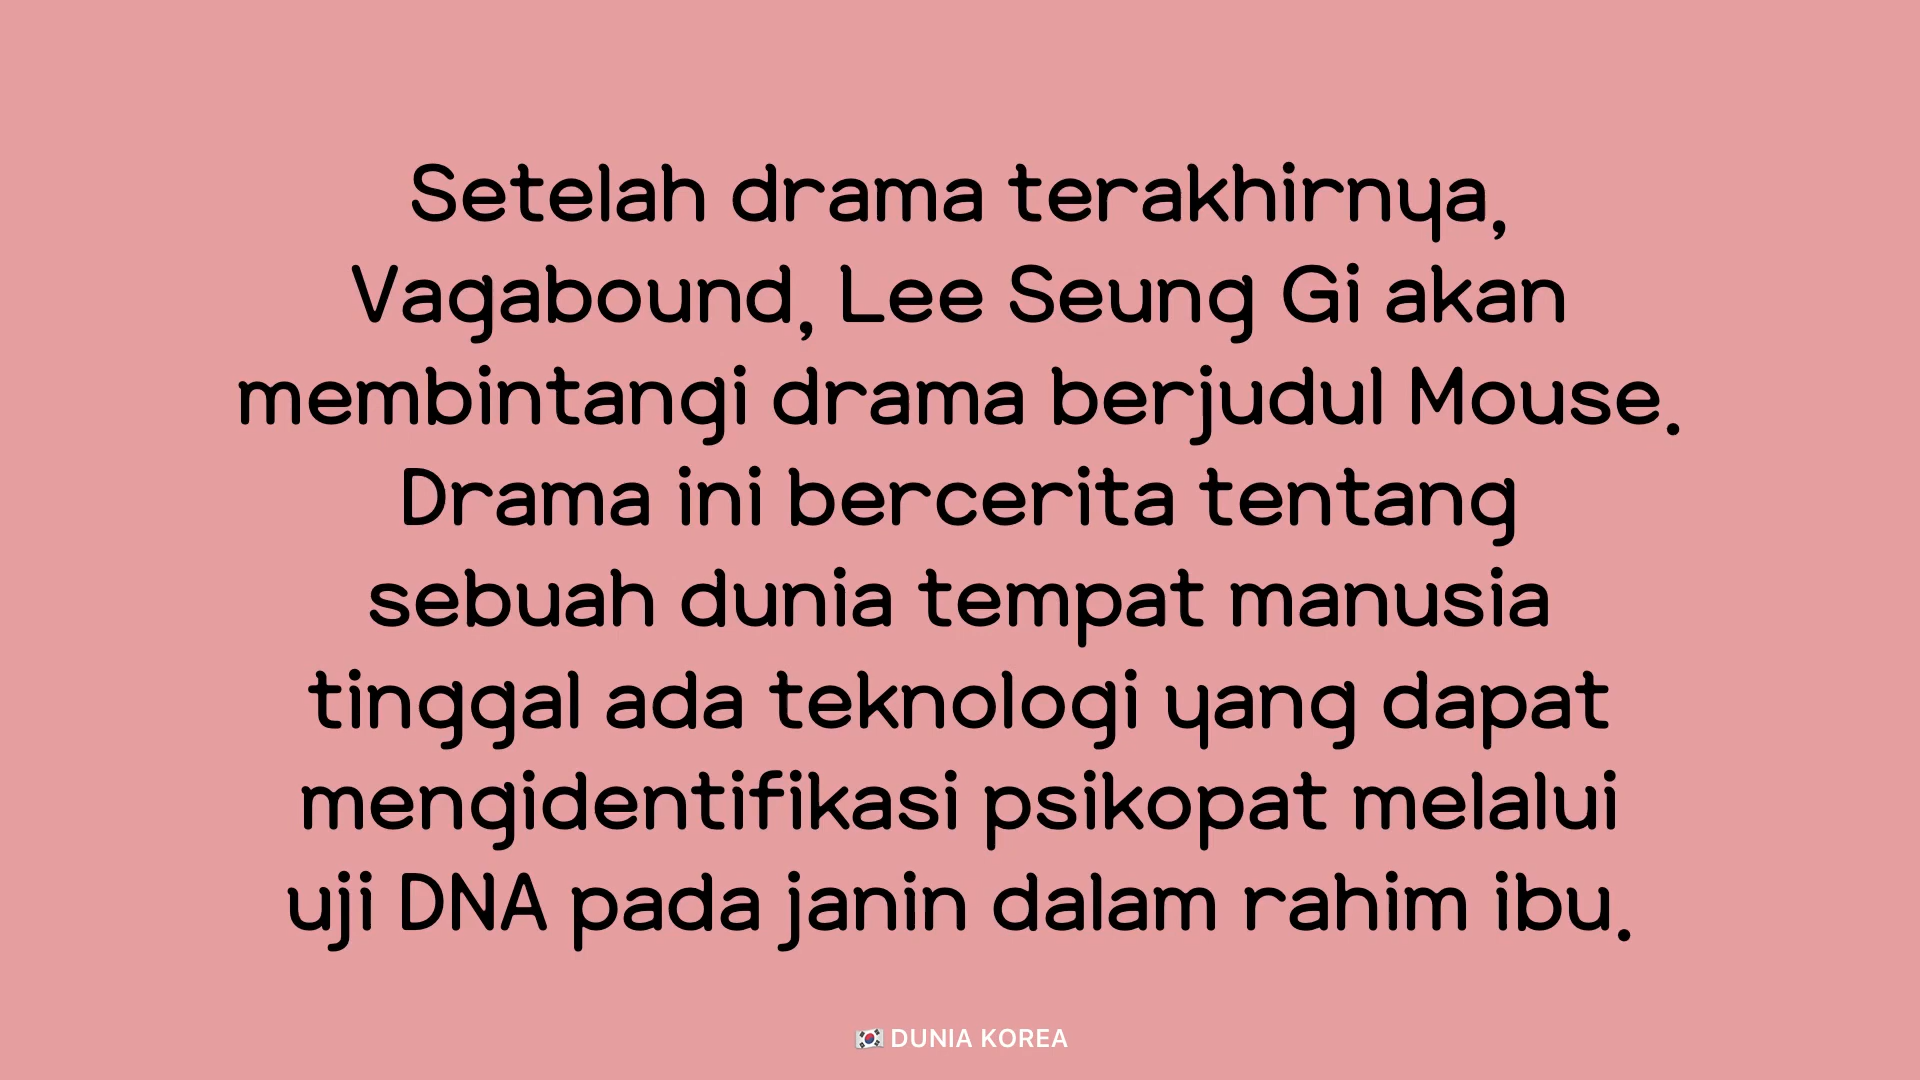 Setelah drama terakhirnya,
Vagabound, Lee Seung Gi akan
membintangi drama berjudul Mouse.
Drama ini bercerita tentang
sebuah dunia tempat manusia
tinggal ada teknologi yang dapat
mengidentifikasi psikopat melalui
uji DNA pada janin dalam rahim ibu.
🇰🇷 DUNIA KOREA